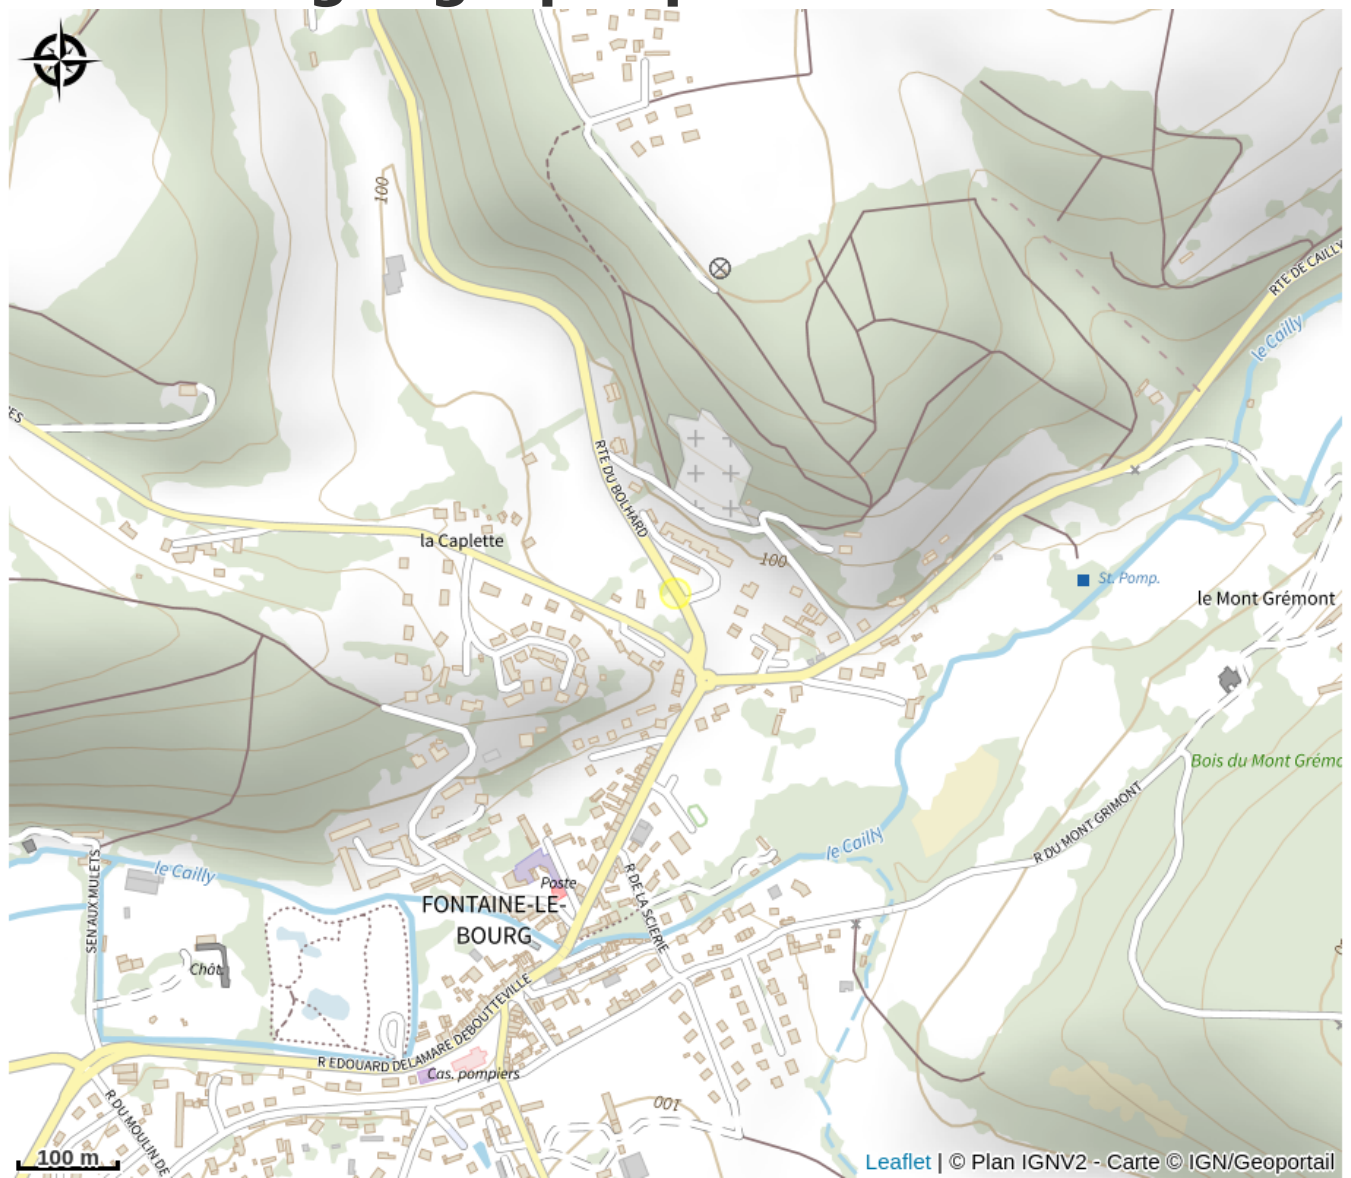 100
RTE DE CAILLY
le Cailly
ES
RTE DU BOLHARD
la Caplette
100
St. Pomp.
le Mont Grémont
Bois du Mont Grémo
R DU MONT GRIMONT
le Cailly
SEN AUX MULETS
le Cailly
Poste
R DE LA SCIERIE
FONTAINE-LE-
BOURG
Chât.
R EDOUARD DELAMARE DEBOUTTEVILLE
Cas. pompiers
R DU MOULIN DE
100
100 m
Leaflet | © Plan IGNV2 - Carte © IGN/Geoportail